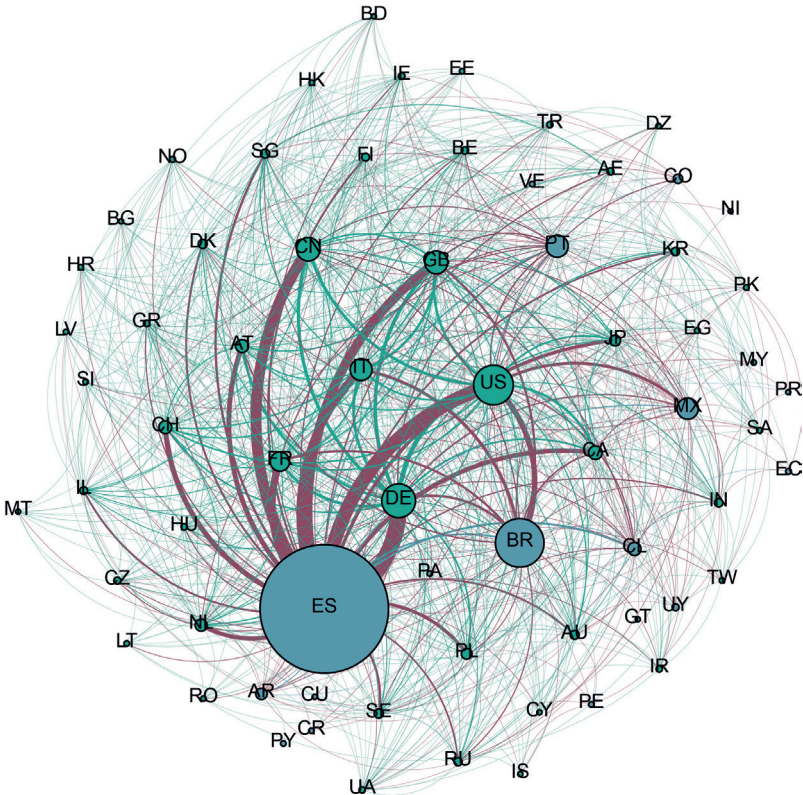 BD
HK
IE
EE
TR
DZ
NO
SG
FI
BE
VE
AE
CO
NI
BG
DK
CN
GB
PT
KR
HR
PK
LV
GR
AT
IT
US
JP
EG
MY
SI
PR
MX
CH
FR
CA
SA
EC
IL
MT
DE
IN
HU
BR
CL
CZ
PA
TW
ES
GT
UY
LT
NL
PL
AU
IR
RO
AR
CU
SE
CY
PE
PY
CR
RU
IS
UA